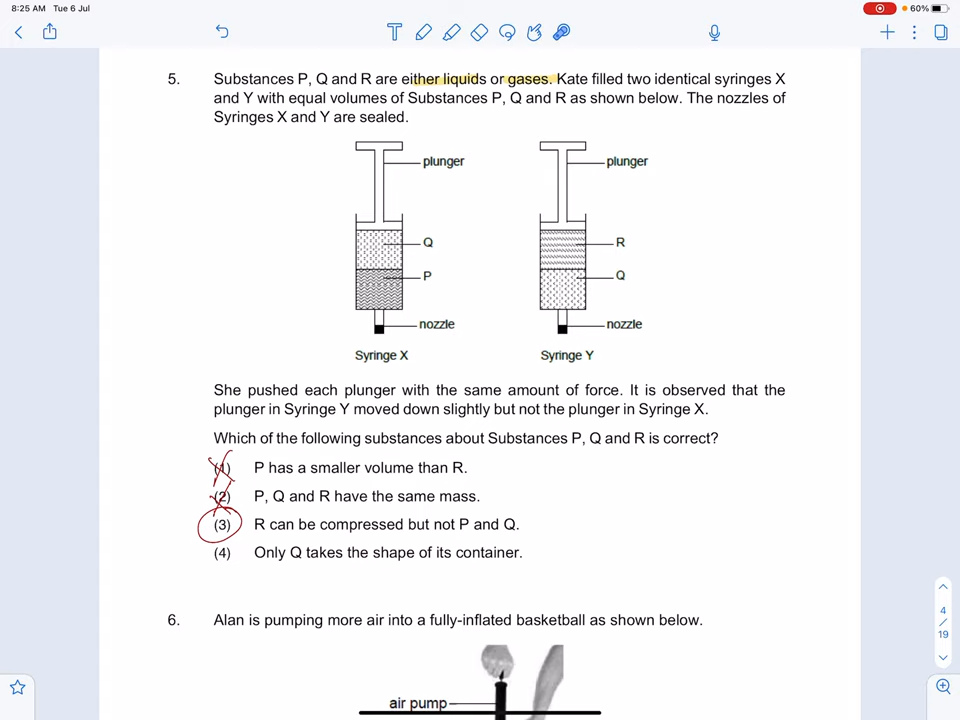 8:25 AM Tue 6 Jul
60%
T
5. Substances P, Q and R are either liquids or gases. Kate filled two identical syringes X
and Y with equal volumes of Substances P, Q and R as shown below. The nozzles of
Syringes X and Y are sealed.
plunger
plunger
Q
R
P
Q
nozzle
nozzle
Syringe X
Syringe Y
She pushed each plunger with the same amount of force. It is observed that the
plunger in Syringe Y moved down slightly but not the plunger in Syringe X.
Which of the following substances about Substances P, Q and R is correct?
(1) P has a smaller volume than R.
(2) P, Q and R have the same mass.
(3) R can be compressed but not P and Q.
(4) Only Q takes the shape of its container.
4
/
19
6. Alan is pumping more air into a fully-inflated basketball as shown below.
air pump